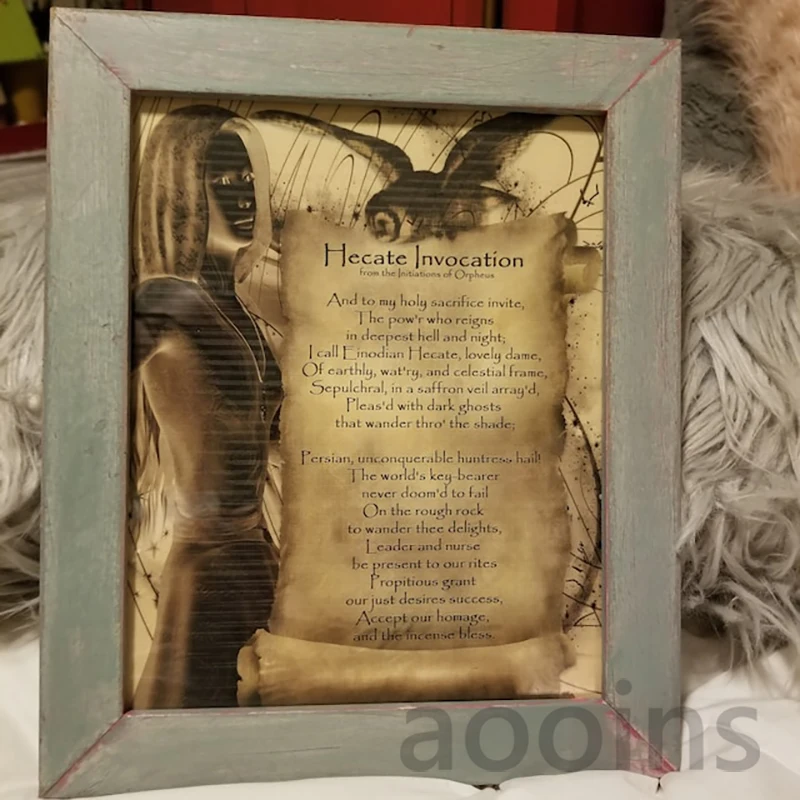 Hecate Invocation
from the Initiations of Orpheus
And to my holy sacrifice invite,
The pow'r who reigns
in deepest hell and night;
I call Einodian Hecate, lovely dame,
Of earthly, wat'ry, and celestial frame,
Sepulchral, in a saffron veil array'd,
Pleas'd with dark ghosts
that wander thro' the shade;
Persian, unconquerable huntress hail!
The world's key-bearer
never doom'd to fail
On the rough rock
to wander thee delights,
Leader and nurse
be present to our rites
Propitious grant
our just desires success,
Accept our homage,
and the incense bless.
aooins